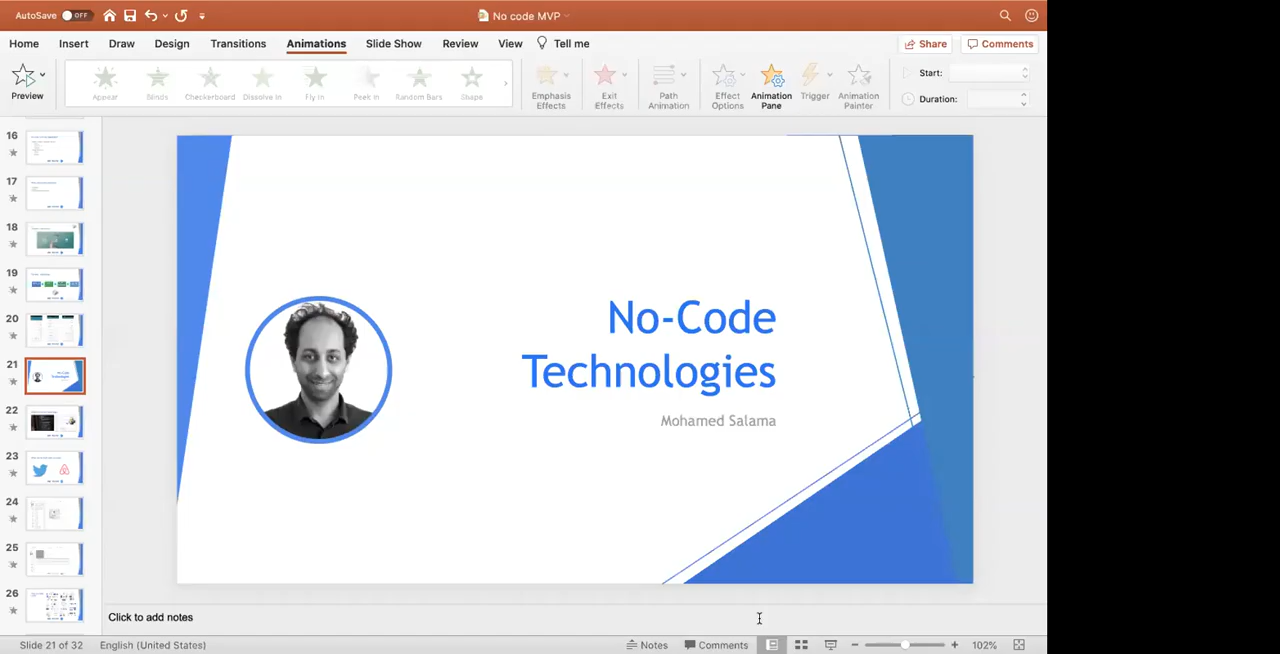 AutoSave OFF
No code MVP
Home Insert Draw Design Transitions Animations Slide Show Review View Tell me
Share Comments
Preview
Appear Blinds Checkerboard Dissolve In Fly In Peek In Random Bars Shape
Emphasis Effects
Exit Effects
Path Animation
Effect Options
Animation Pane
Trigger
Animation Painter
Start:
Duration:
16
17
18
19
20
21
22
23
24
25
26
No-Code
Technologies
Mohamed Salama
Click to add notes
Slide 21 of 32 English (United States) Notes Comments 102%